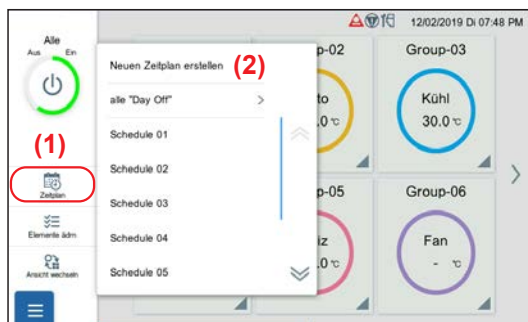 12/02/2019 Di 07:48 PM
Alle
Aus Ein
(1)
Zeitplan
Elemente ädm.
Ansicht wechseln
Neuen Zeitplan erstellen (2)
alle "Day Off" >
Schedule 01
Schedule 02
Schedule 03
Schedule 04
Schedule 05
p-02
to
.0 °C
Group-03
Kühl
30.0 °C
p-05
iz
.0 °C
Group-06
Fan
- °C